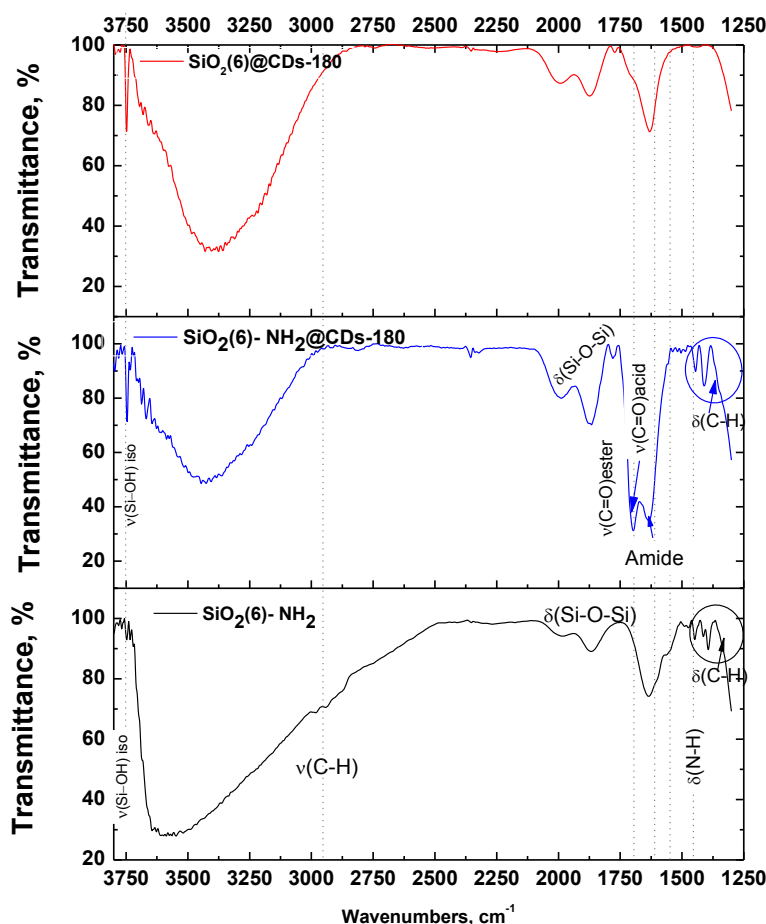 3750 3500 3250 3000 2750 2500 2250 2000 1750 1500 1250
Transmittance, %
100
80
60
40
20
SiO2(6)@CDs-180
Transmittance, %
100
80
60
40
20
SiO2(6)- NH2@CDs-180
ν(Si–OH) iso
δ(Si-O-Si)
ν(C=O)ester
ν(C=O)acid
Amide
δ(C-H)
Transmittance, %
100
80
60
40
20
SiO2(6)- NH2
ν(Si–OH) iso
ν(C-H)
δ(Si-O-Si)
δ(N-H)
δ(C-H)
3750 3500 3250 3000 2750 2500 2250 2000 1750 1500 1250
Wavenumbers, cm-1